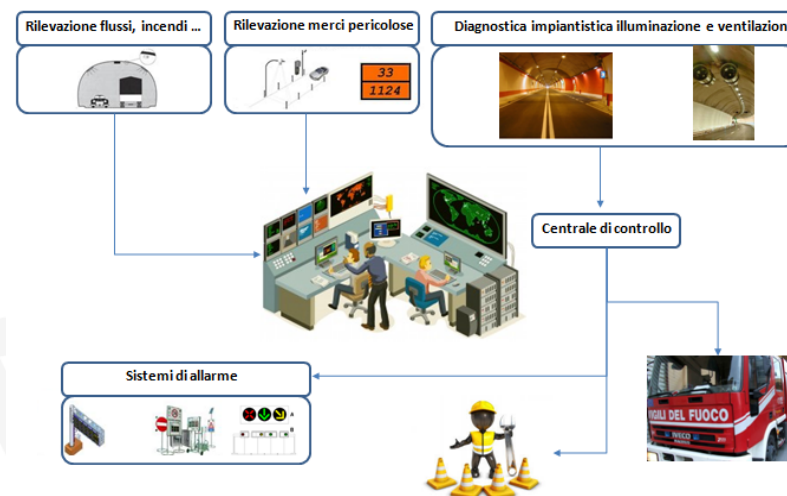 Rilevazione flussi, incendi ...
Rilevazione merci pericolose
Diagnostica impiantistica illuminazione e ventilazion
33
1124
Centrale di controllo
Sistemi di allarme
A
B
VIGILI DEL FUOCO
IVECO